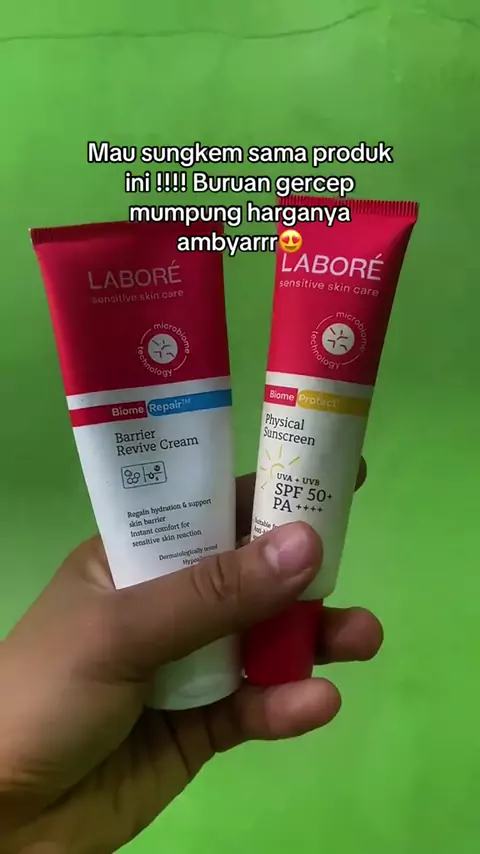 Mau sungkem sama produk
ini !!!! Buruan gercep
mumpung harganya
ambyarrr😍
LABORÉ
sensitive skin care
microbiome
technology
Biome Repair™
Barrier
Revive Cream
Regain hydration & support
skin barrier
Instant comfort for
sensitive skin reaction
Dermatologically tested
LABORÉ
sensitive skin care
microbiome
technology
Biome Protect
Physical
Sunscreen
UVA + UVB
SPF 50+
PA ++++